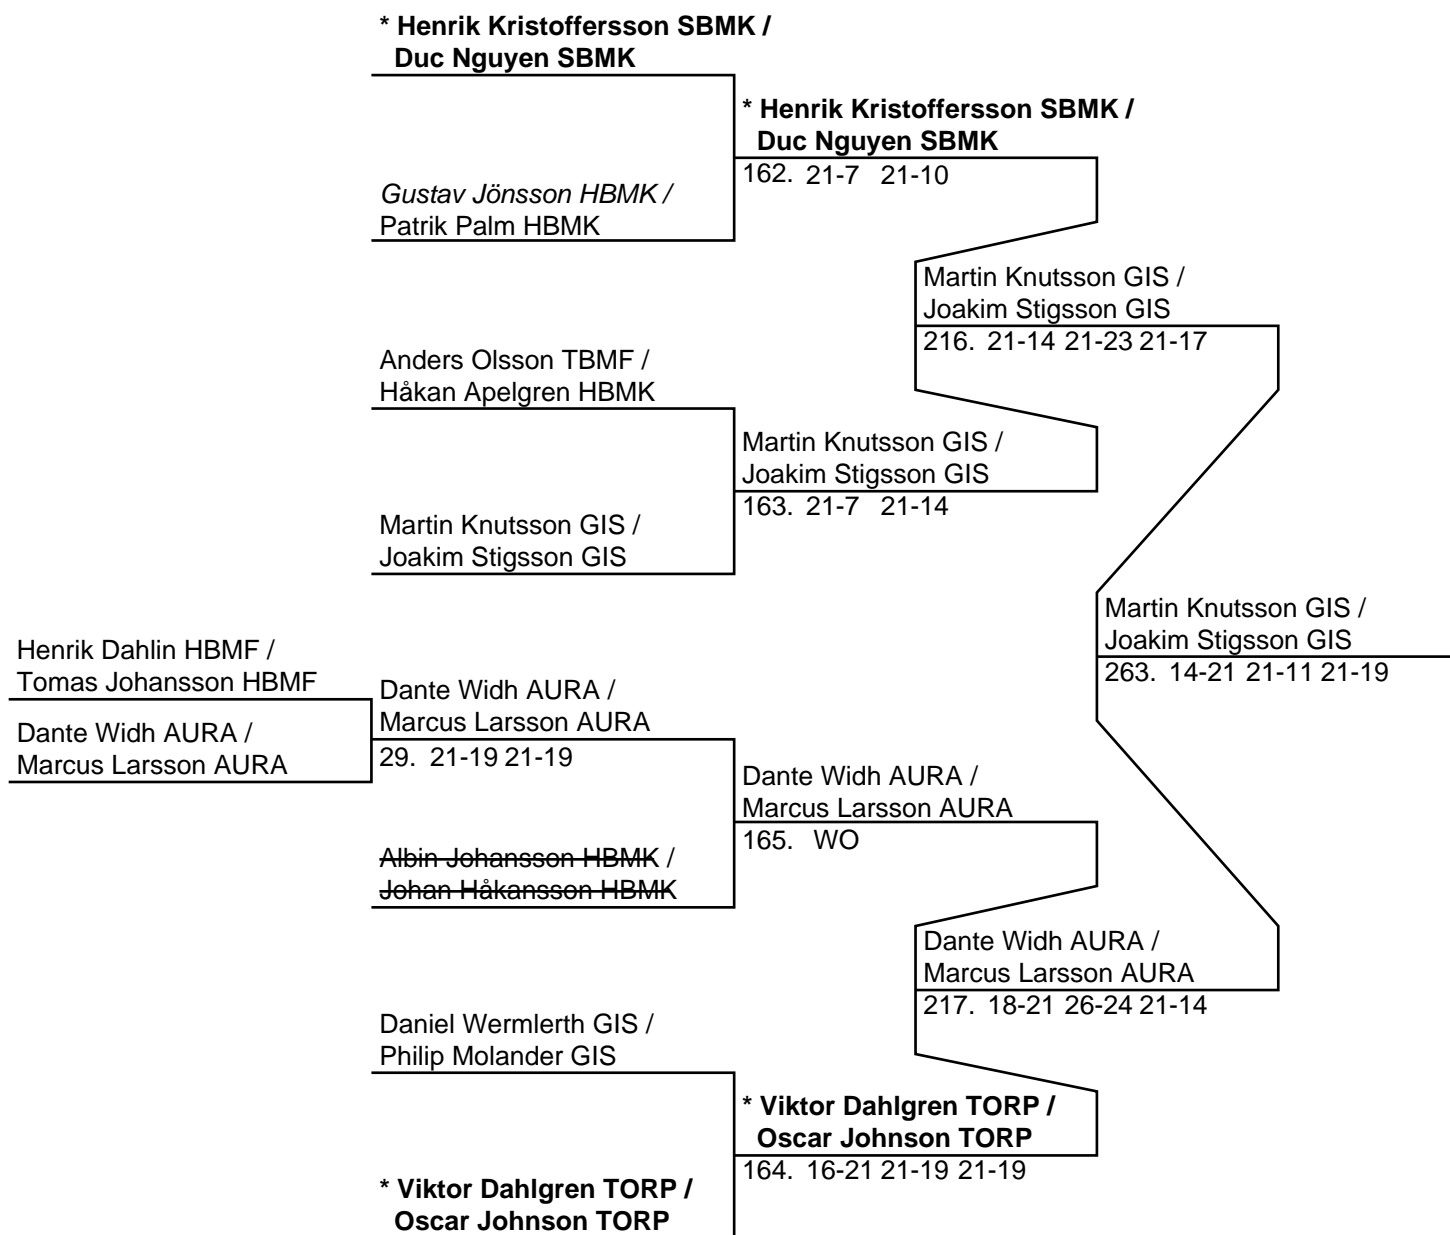 * Henrik Kristoffersson SBMK /
Duc Nguyen SBMK
* Henrik Kristoffersson SBMK /
Duc Nguyen SBMK
162. 21-7 21-10
Gustav Jönsson HBMK /
Patrik Palm HBMK
Martin Knutsson GIS /
Joakim Stigsson GIS
216. 21-14 21-23 21-17
Anders Olsson TBMF /
Håkan Apelgren HBMK
Martin Knutsson GIS /
Joakim Stigsson GIS
163. 21-7 21-14
Martin Knutsson GIS /
Joakim Stigsson GIS
Martin Knutsson GIS /
Joakim Stigsson GIS
263. 14-21 21-11 21-19
Henrik Dahlin HBMF /
Tomas Johansson HBMF
Dante Widh AURA /
Marcus Larsson AURA
29. 21-19 21-19
Dante Widh AURA /
Marcus Larsson AURA
Dante Widh AURA /
Marcus Larsson AURA
165. WO
Albin Johansson HBMK /
Johan Håkansson HBMK
Dante Widh AURA /
Marcus Larsson AURA
217. 18-21 26-24 21-14
Daniel Wermlerth GIS /
Philip Molander GIS
* Viktor Dahlgren TORP /
Oscar Johnson TORP
164. 16-21 21-19 21-19
* Viktor Dahlgren TORP /
Oscar Johnson TORP